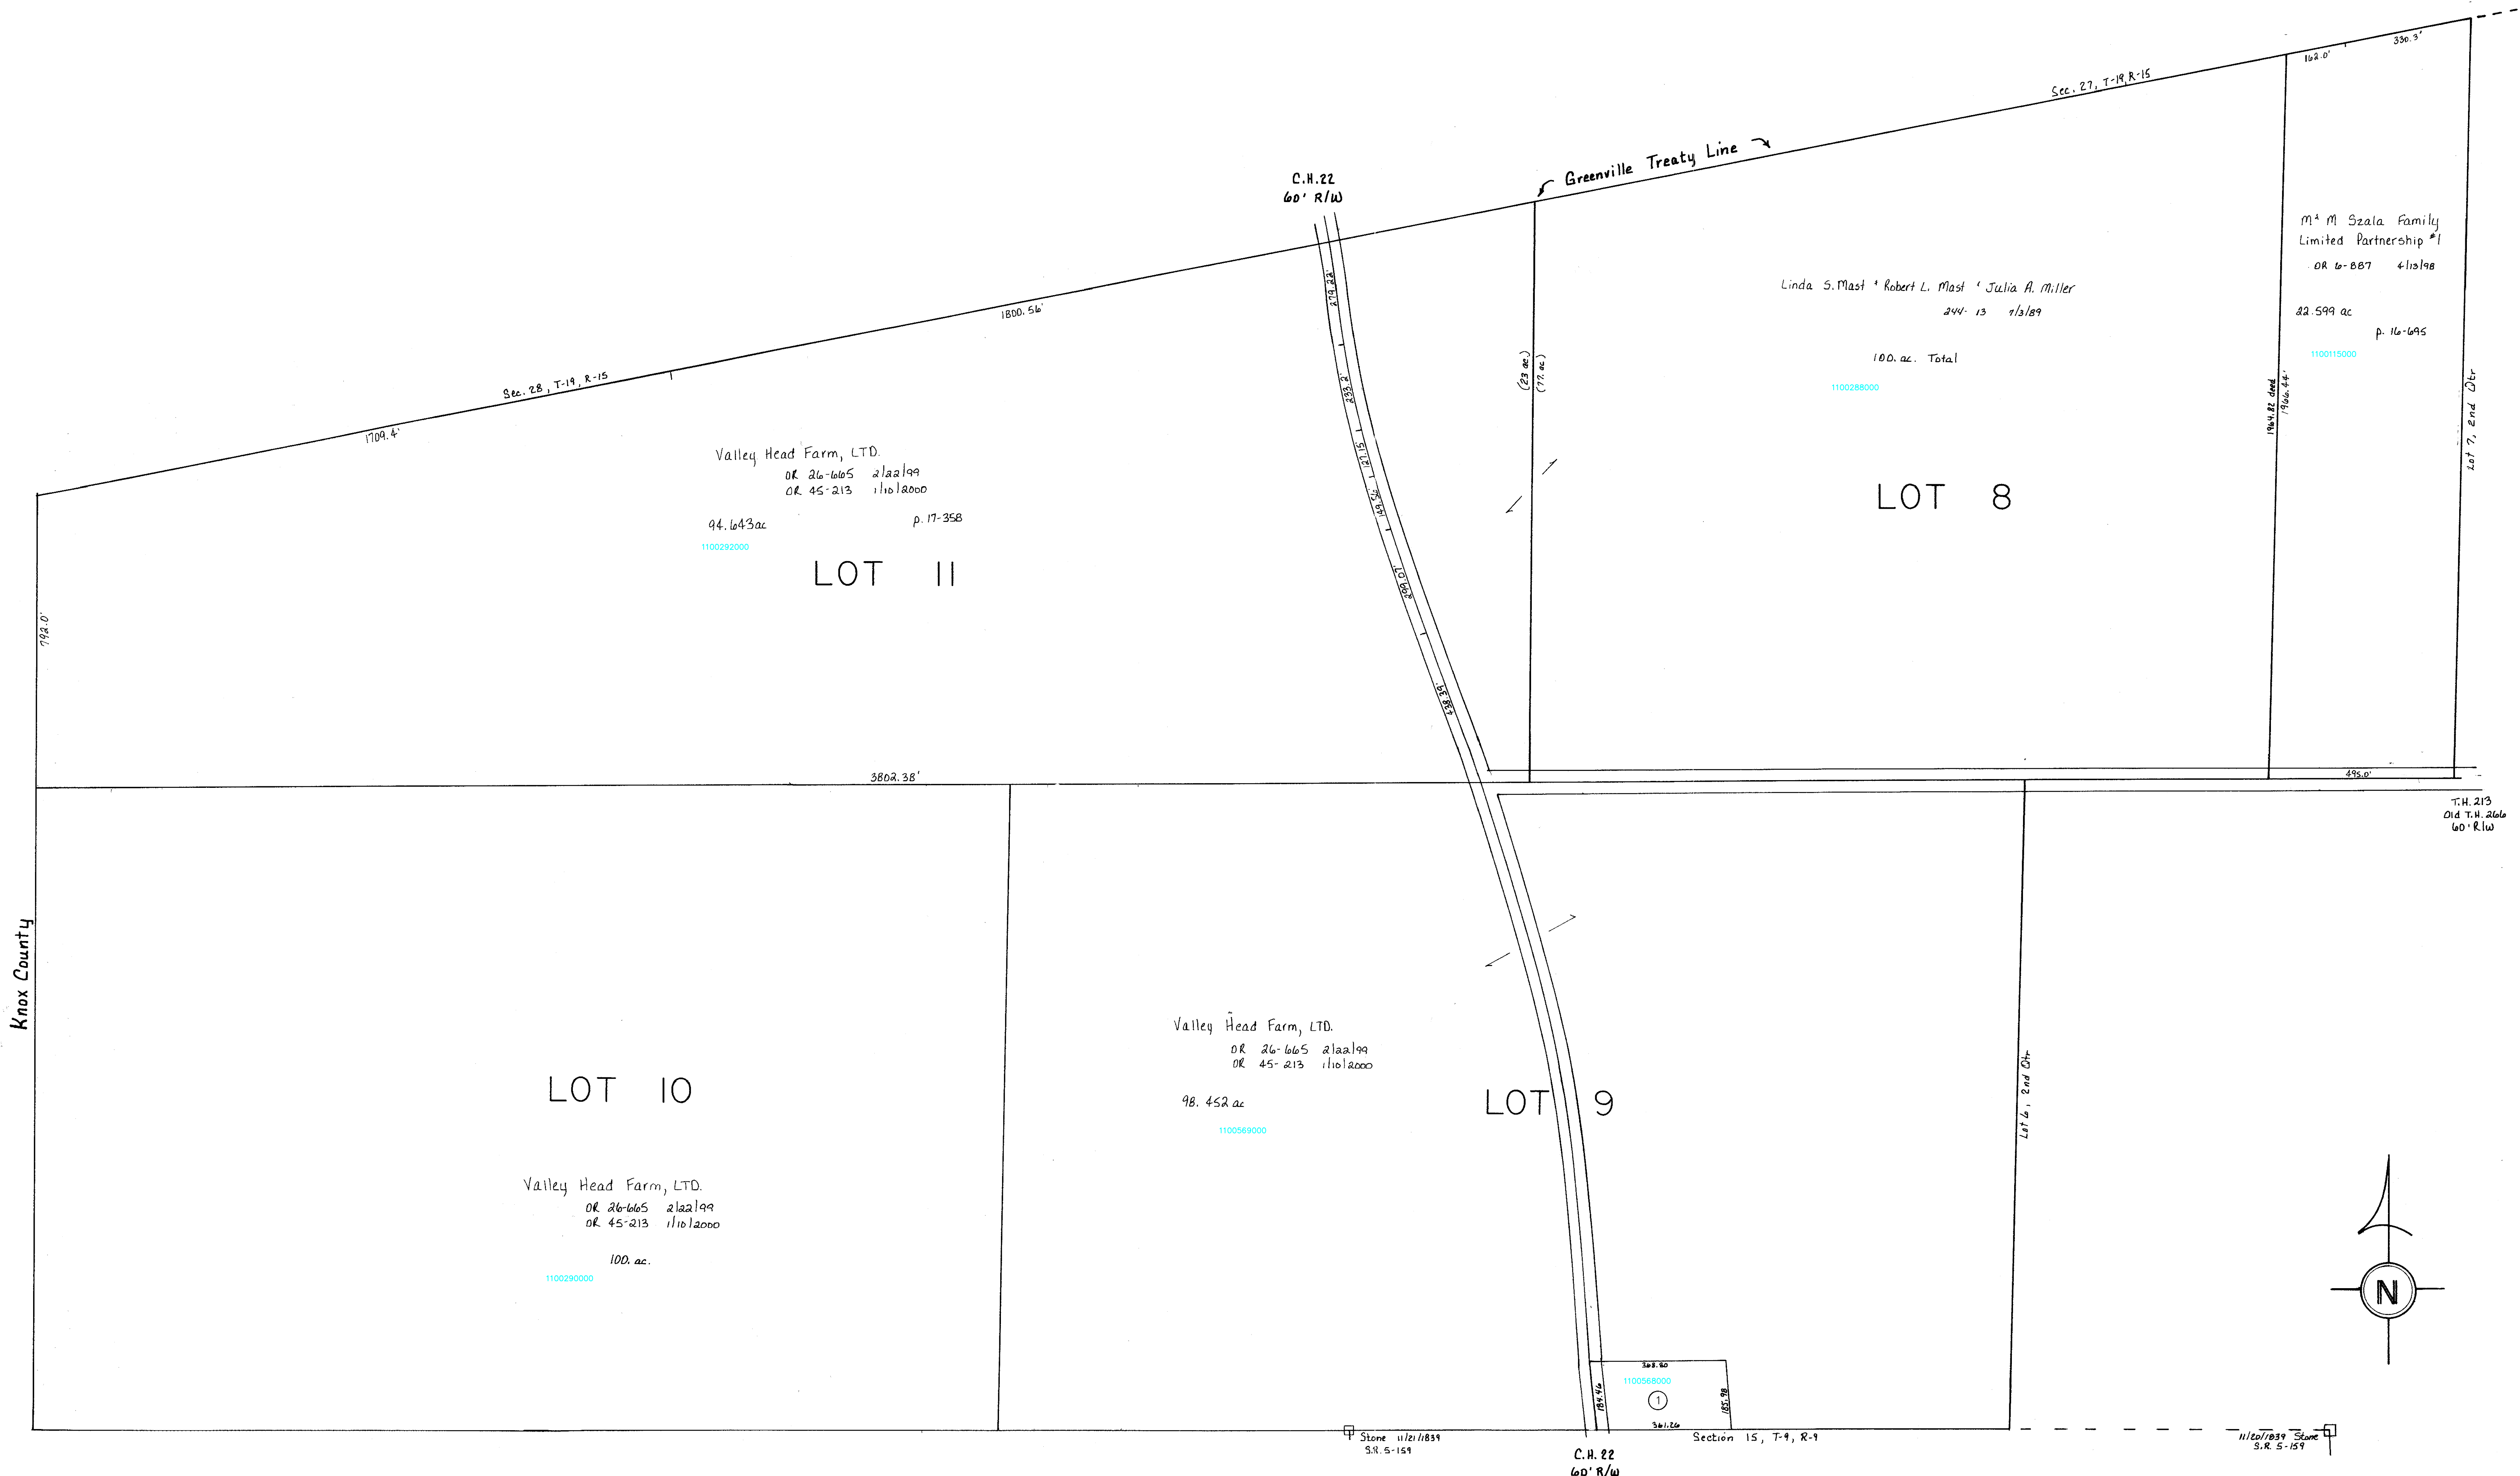 330.3'
162.0'
Sec. 27, T-19, R-15
Greenville Treaty Line
C.H. 22
60' R/W
M & M Szala Family
Limited Partnership #1
OR 6-887 4/13/98
22.599 ac
p. 16-695
1100115000
Linda S. Mast & Robert L. Mast & Julia A. Miller
244-13 7/3/89
100. ac. Total
1100288000
279.22'
1800.56'
(23 ac)
(77. ac)
233.2'
1964.82 deed
1966.44'
Lot 7, 2nd Qtr
Sec. 28, T-19, R-15
1709.4'
127.15'
149.56'
Valley Head Farm, LTD.
OR 26-665 2/22/99
OR 45-213 1/10/2000
94.643 ac
p. 17-358
1100292000
LOT 8
LOT 11
299.07'
792.0'
438.39'
3802.38'
495.0'
T.H. 213
Old T.H. 266
60' R/W
Knox County
Valley Head Farm, LTD.
OR 26-665 2/22/99
OR 45-213 1/10/2000
98.452 ac
1100569000
LOT 9
LOT 10
Lot 6, 2nd Qtr
Valley Head Farm, LTD.
OR 26-665 2/22/99
OR 45-213 1/10/2000
100. ac.
1100290000
N
368.80
1100568000
1
184.46
185.98
361.26
Stone 11/21/1839
S.R. 5-159
Section 15, T-9, R-9
11/20/1839 Stone
S.R. 5-159
C.H. 22
60' R/W